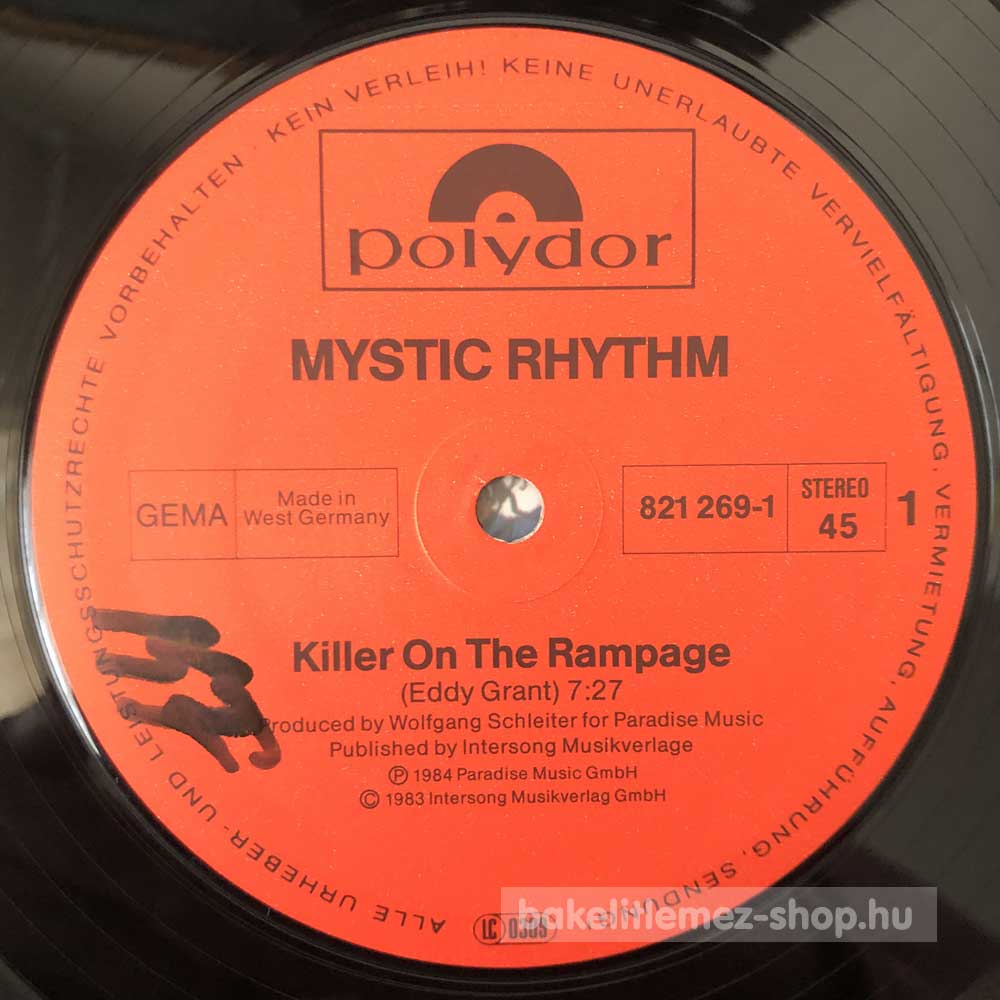 ALLE URHEBER- UND LEISTUNGSSCHUTZRECHTE VORBEHALTEN · KEIN VERLEIH! KEINE UNERLAUBTE VERVIELFÄLTIGUNG, VERMIETUNG, AUFFÜHRUNG, SENDUNG!
polydor
MYSTIC RHYTHM
GEMA
Made in
West Germany
821 269-1
STEREO
45
1
Killer On The Rampage
(Eddy Grant) 7:27
Produced by Wolfgang Schleiter for Paradise Music
Published by Intersong Musikverlage
Ⓟ 1984 Paradise Music GmbH
© 1983 Intersong Musikverlag GmbH
LC 0309
bakelitlemez-shop.hu